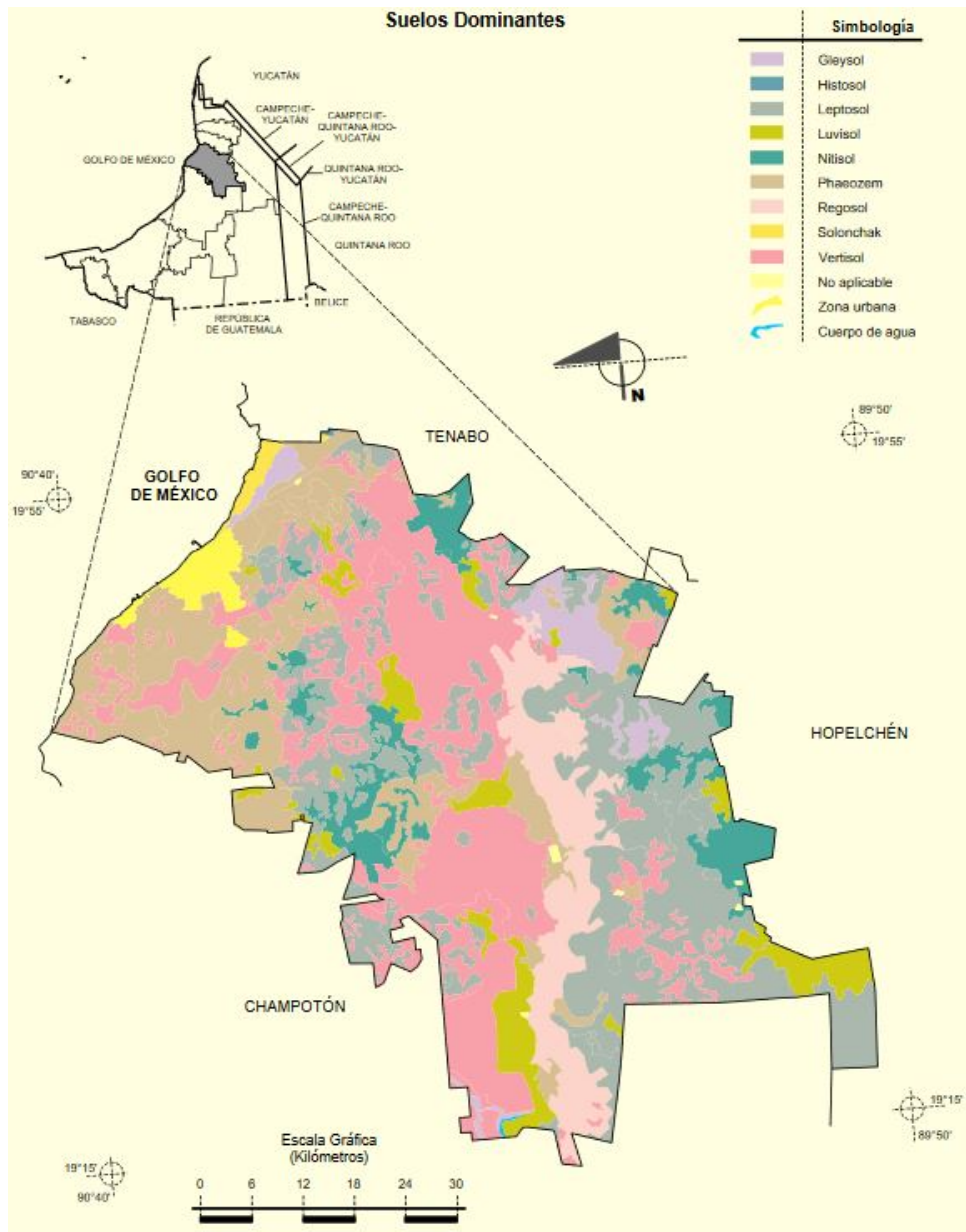 Suelos Dominantes
Simbología
Gleysol
Histosol
Leptosol
Luvisol
Nitisol
Phaeozem
Regosol
Solonchak
Vertisol
No aplicable
Zona urbana
Cuerpo de agua
YUCATÁN
CAMPECHE-
YUCATÁN
CAMPECHE-
QUINTANA ROO-
YUCATÁN
GOLFO DE MÉXICO
QUINTANA ROO-
YUCATÁN
CAMPECHE-
QUINTANA ROO
QUINTANA ROO
BELICE
TABASCO
REPÚBLICA
DE GUATEMALA
N
89°50'
19°55'
TENABO
90°40'
19°55'
GOLFO
DE MÉXICO
HOPELCHÉN
CHAMPOTÓN
19°15'
89°50'
Escala Gráfica
(Kilómetros)
19°15'
90°40'
0 6 12 18 24 30